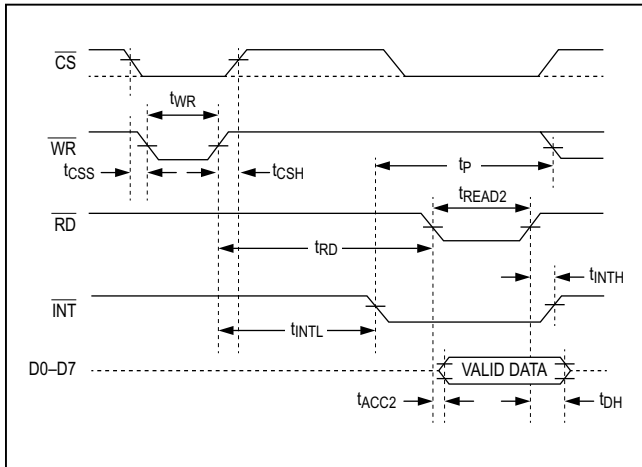 CS
tWR
WR
tCSS
tCSH
tP
tREAD2
RD
tRD
tINTH
INT
tINTL
D0–D7
VALID DATA
tACC2
tDH